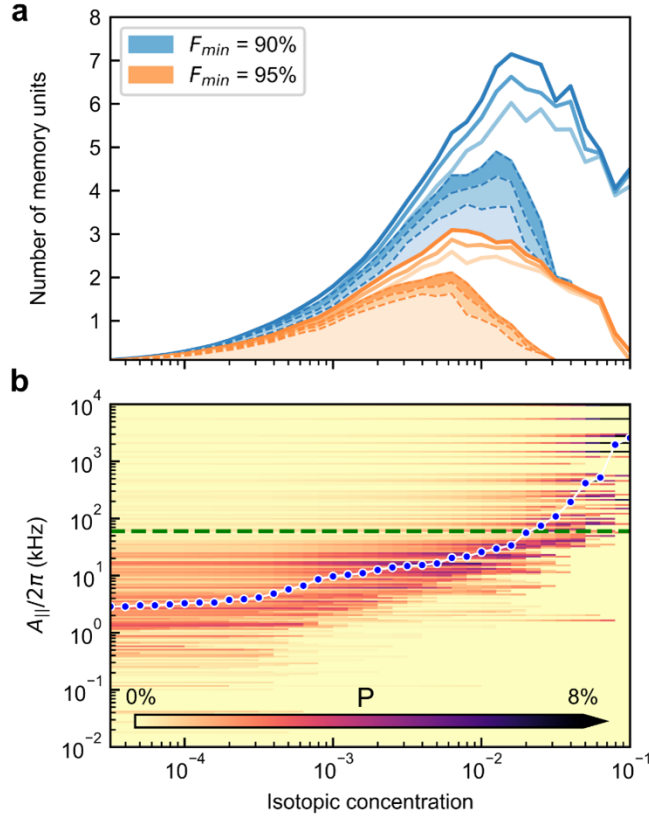 a
8
7
6
5
4
3
2
1
Number of memory units
F_min = 90%
F_min = 95%
b
10^4
10^3
10^2
10^1
10^0
10^-1
10^-2
A_||/2π (kHz)
0% P 8%
10^-4 10^-3 10^-2 10^-1
Isotopic concentration